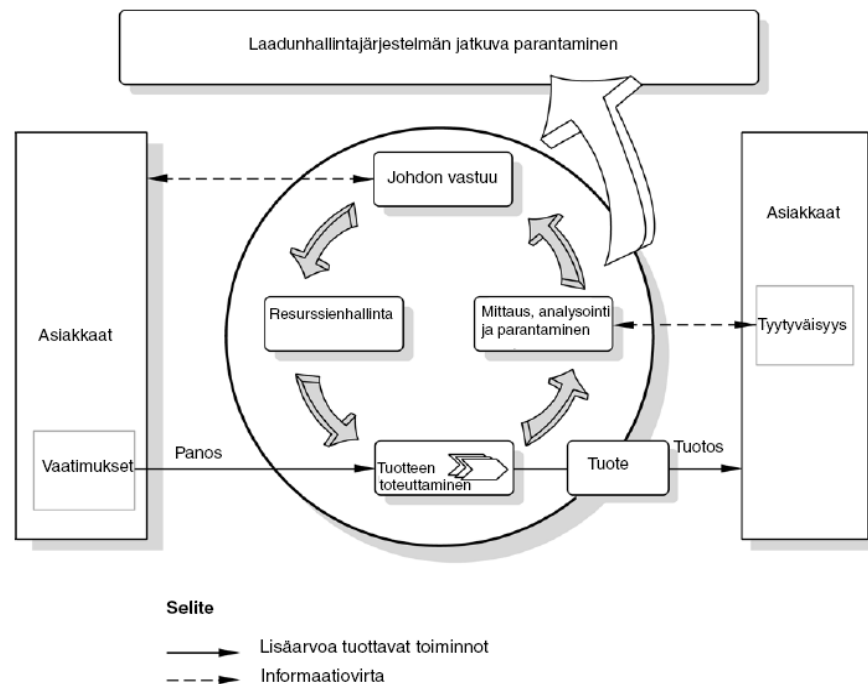 Laadunhallintajärjestelmän jatkuva parantaminen
Johdon vastuu
Asiakkaat
Resurssienhallinta
Mittaus, analysointi
ja parantaminen
Tyytyväisyys
Asiakkaat
Vaatimukset
Panos
Tuotteen
toteuttaminen
Tuote
Tuotos
Selite
Lisäarvoa tuottavat toiminnot
Informaatiovirta